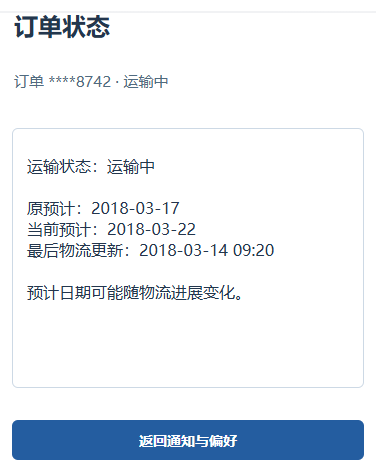 订单状态
订单 ****8742 · 运输中
运输状态：运输中
原预计：2018-03-17
当前预计：2018-03-22
最后物流更新：2018-03-14 09:20
预计日期可能随物流进展变化。
返回通知与偏好